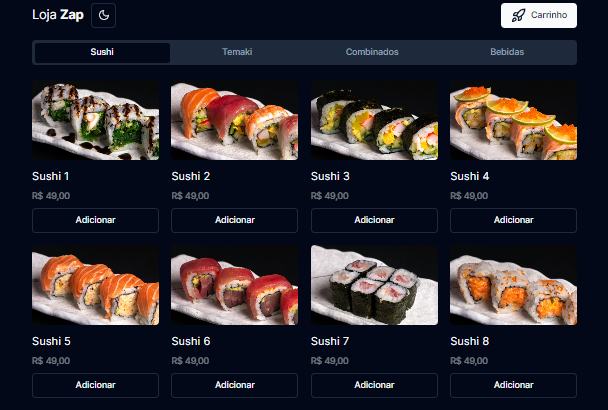 Loja Zap
Carrinho
Sushi Temaki Combinados Bebidas
Sushi 1 Sushi 2 Sushi 3 Sushi 4
R$ 49,00 R$ 49,00 R$ 49,00 R$ 49,00
Adicionar Adicionar Adicionar Adicionar
Sushi 5 Sushi 6 Sushi 7 Sushi 8
R$ 49,00 R$ 49,00 R$ 49,00 R$ 49,00
Adicionar Adicionar Adicionar Adicionar